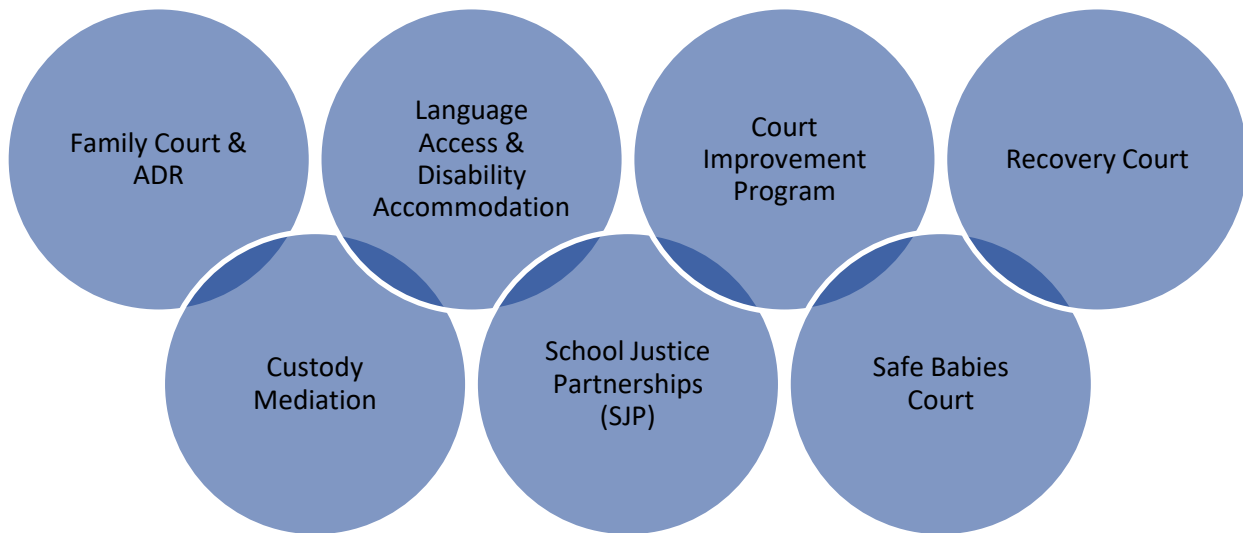 Family Court &
ADR
Language
Access &
Disability
Accommodation
Court
Improvement
Program
Recovery Court
Custody
Mediation
School Justice
Partnerships
(SJP)
Safe Babies
Court